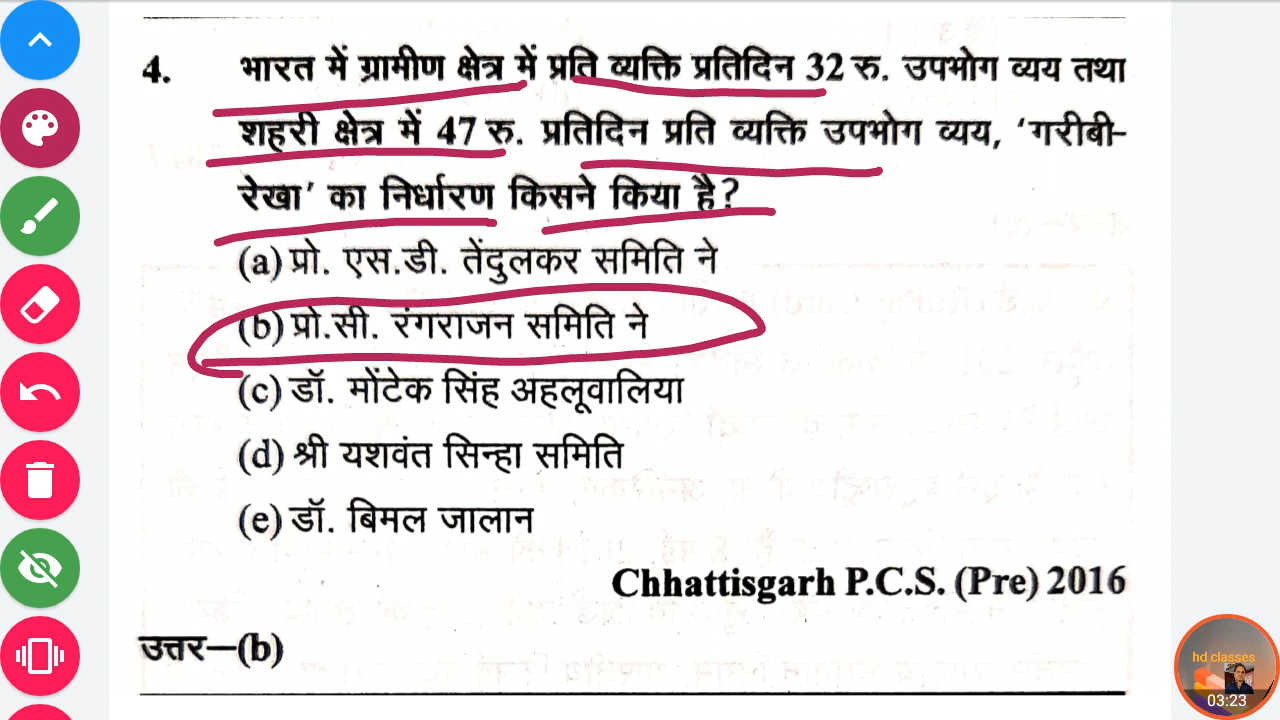 4. भारत में ग्रामीण क्षेत्र में प्रति व्यक्ति प्रतिदिन 32 रु. उपभोग व्यय तथा
शहरी क्षेत्र में 47 रु. प्रतिदिन प्रति व्यक्ति उपभोग व्यय, ‘गरीबी-
रेखा’ का निर्धारण किसने किया है?
(a) प्रो. एस.डी. तेंदुलकर समिति ने
(b) प्रो.सी. रंगराजन समिति ने
(c) डॉ. मोंटेक सिंह अहलूवालिया
(d) श्री यशवंत सिन्हा समिति
(e) डॉ. बिमल जालान
Chhattisgarh P.C.S. (Pre) 2016
उत्तर—(b)
hd classes
03:23